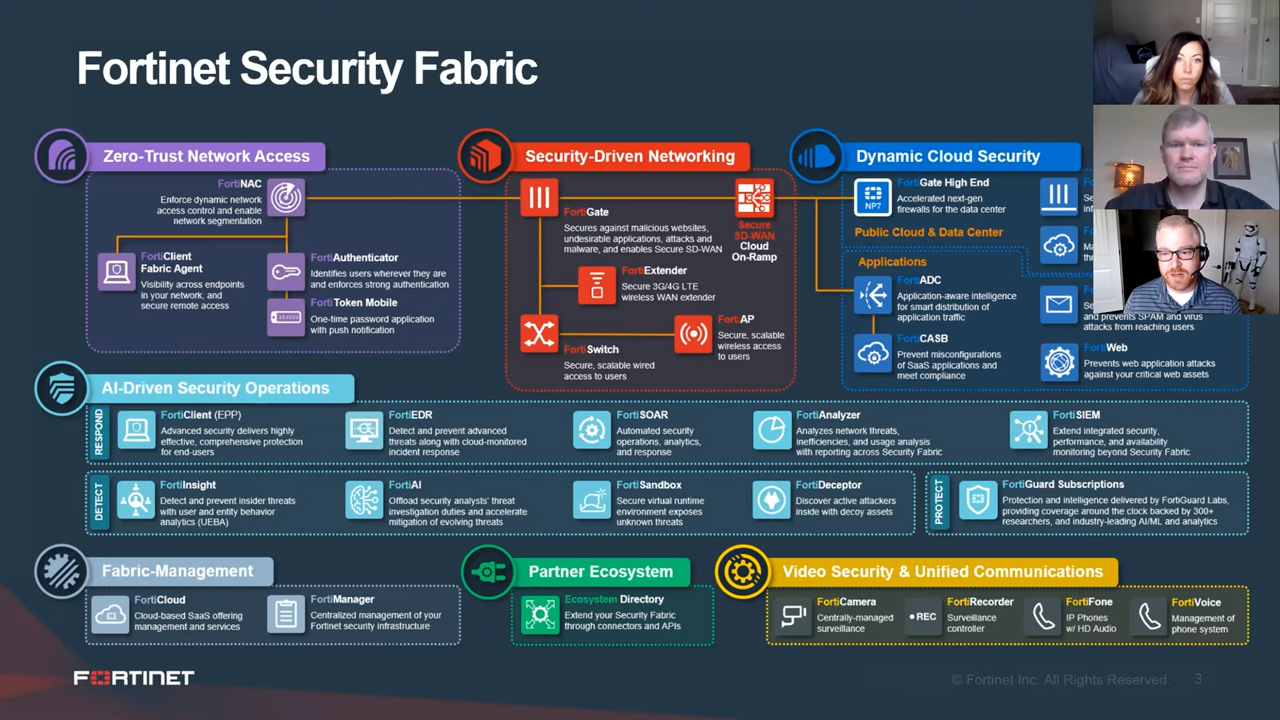 Fortinet Security Fabric
Zero-Trust Network Access
FortiNAC
Enforce dynamic network
access control and enable
network segmentation
FortiClient
Fabric Agent
Visibility across endpoints
in your network, and
secure remote access
FortiAuthenticator
Identifies users wherever they are
and enforces strong authentication
FortiToken Mobile
One-time password application
with push notification
Security-Driven Networking
FortiGate
Secures against malicious websites,
undesirable applications, attacks and
malware, and enables Secure SD-WAN
Secure
SD-WAN
Cloud
On-Ramp
FortiExtender
Secure 3G/4G LTE
wireless WAN extender
FortiSwitch
Secure, scalable wired
access to users
FortiAP
Secure, scalable
wireless access
to users
Dynamic Cloud Security
NP7
FortiGate High End
Accelerated next-gen
firewalls for the data center
Public Cloud & Data Center
Applications
FortiADC
Application-aware intelligence
for smart distribution of
application traffic
FortiCASB
Prevent misconfigurations
of SaaS applications and
meet compliance
and prevents SPAM and virus
attacks from reaching users
FortiWeb
Prevents web application attacks
against your critical web assets
AI-Driven Security Operations
RESPOND
FortiClient (EPP)
Advanced security delivers highly
effective, comprehensive protection
for end-users
FortiEDR
Detect and prevent advanced
threats along with cloud-monitored
incident response
FortiSOAR
Automated security
operations, analytics,
and response
FortiAnalyzer
Analyzes network threats,
inefficiencies, and usage analysis
with reporting across Security Fabric
FortiSIEM
Extend integrated security,
performance, and availability
monitoring beyond Security Fabric
DETECT
FortiInsight
Detect and prevent insider threats
with user and entity behavior
analytics (UEBA)
FortiAI
Offload security analysts' threat
investigation duties and accelerate
mitigation of evolving threats
FortiSandbox
Secure virtual runtime
environment exposes
unknown threats
FortiDeceptor
Discover active attackers
inside with decoy assets
PROTECT
FortiGuard Subscriptions
Protection and intelligence delivered by FortiGuard Labs,
providing coverage around the clock backed by 300+
researchers, and industry-leading AI/ML and analytics
Fabric-Management
FortiCloud
Cloud-based SaaS offering
management and services
FortiManager
Centralized management of your
Fortinet security infrastructure
Partner Ecosystem
Ecosystem Directory
Extend your Security Fabric
through connectors and APIs
Video Security & Unified Communications
FortiCamera
Centrally-managed
surveillance
REC
FortiRecorder
Surveillance
controller
FortiFone
IP Phones
w/ HD Audio
FortiVoice
Management of
phone system
FORTINET
© Fortinet Inc. All Rights Reserved.
3